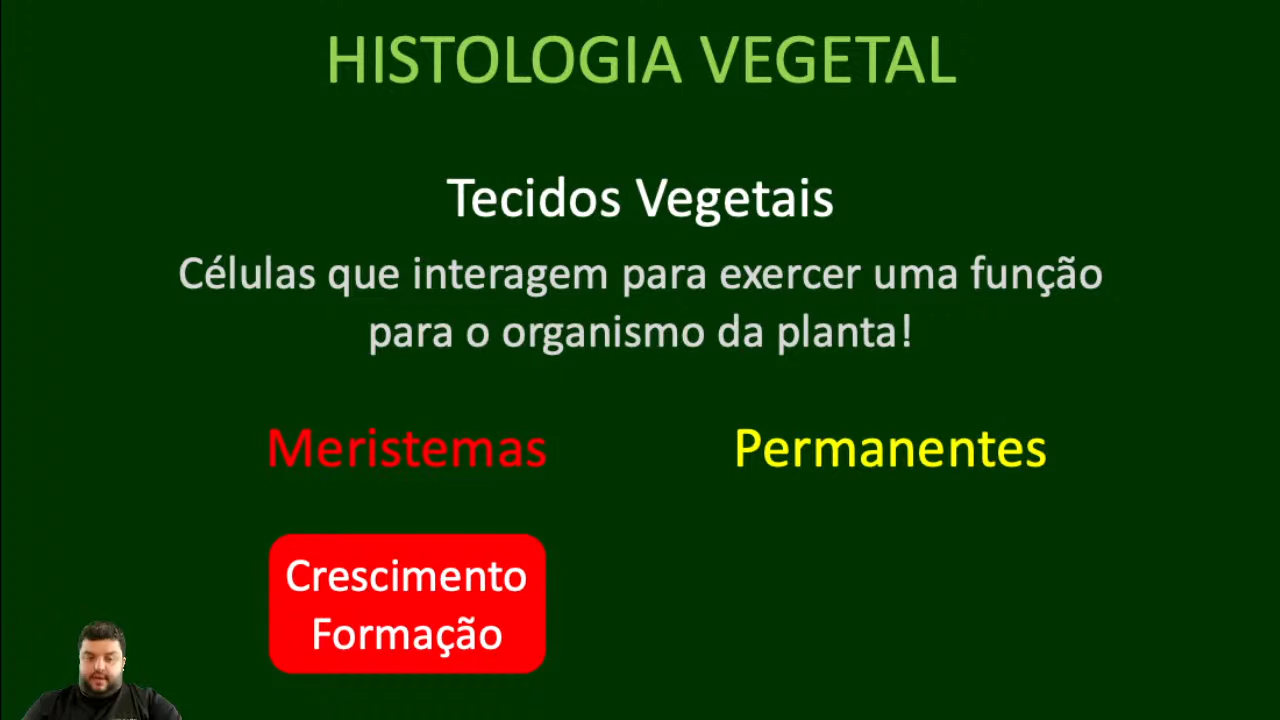 HISTOLOGIA VEGETAL
Tecidos Vegetais
Células que interagem para exercer uma função
para o organismo da planta!
Meristemas
Permanentes
Crescimento
Formação